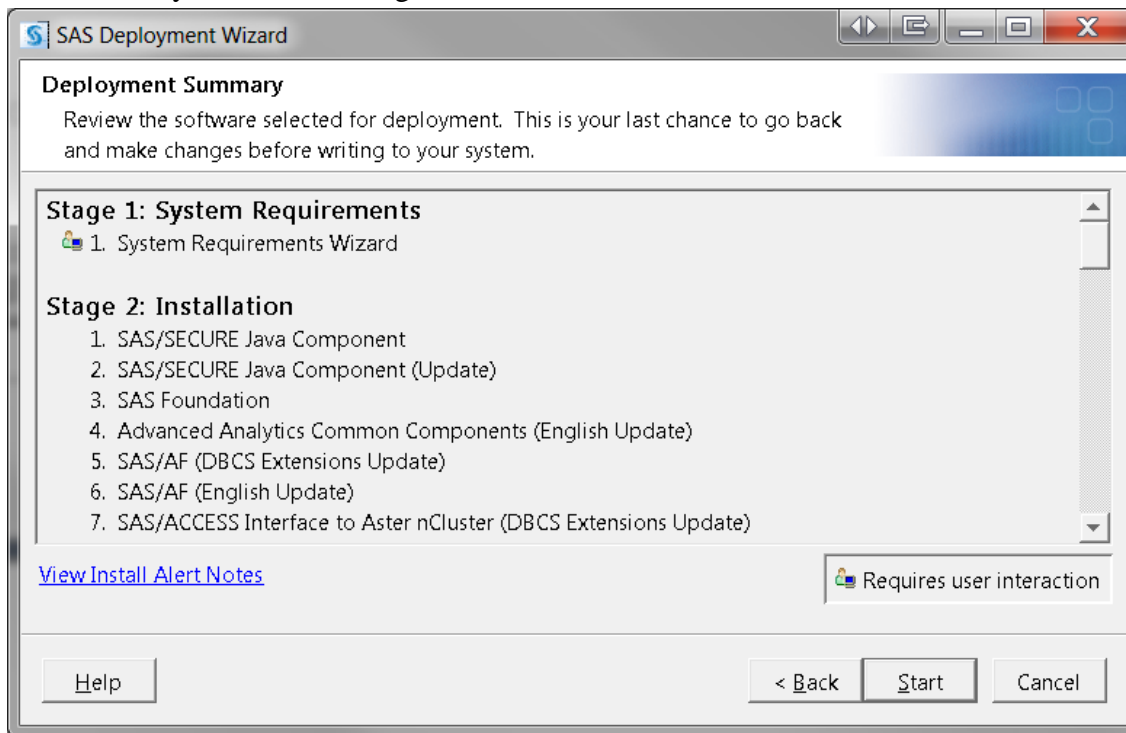 SAS Deployment Wizard
Deployment Summary
Review the software selected for deployment. This is your last chance to go back
and make changes before writing to your system.
Stage 1: System Requirements
1. System Requirements Wizard
Stage 2: Installation
1. SAS/SECURE Java Component
2. SAS/SECURE Java Component (Update)
3. SAS Foundation
4. Advanced Analytics Common Components (English Update)
5. SAS/AF (DBCS Extensions Update)
6. SAS/AF (English Update)
7. SAS/ACCESS Interface to Aster nCluster (DBCS Extensions Update)
View Install Alert Notes
Requires user interaction
Help
< Back
Start
Cancel